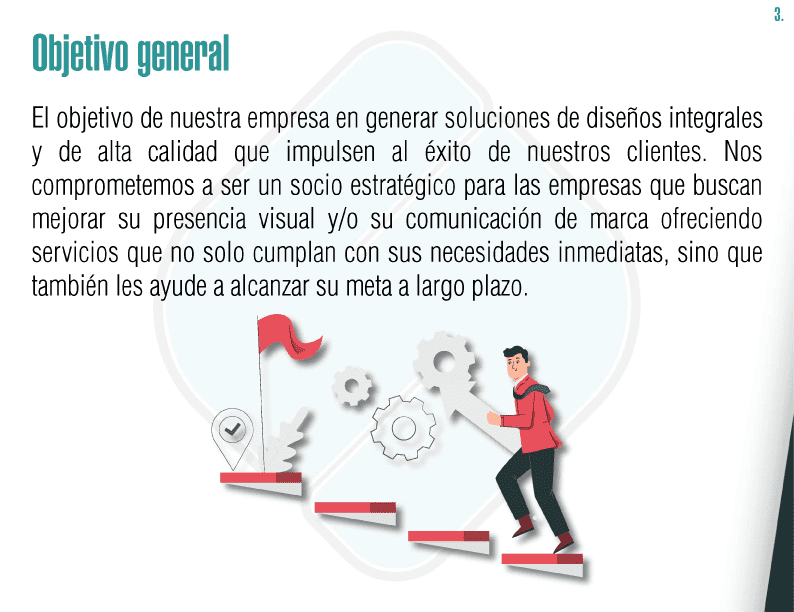 3.
Objetivo general
El objetivo de nuestra empresa en generar soluciones de diseños integrales
y de alta calidad que impulsen al éxito de nuestros clientes. Nos
comprometemos a ser un socio estratégico para las empresas que buscan
mejorar su presencia visual y/o su comunicación de marca ofreciendo
servicios que no solo cumplan con sus necesidades inmediatas, sino que
también les ayude a alcanzar su meta a largo plazo.